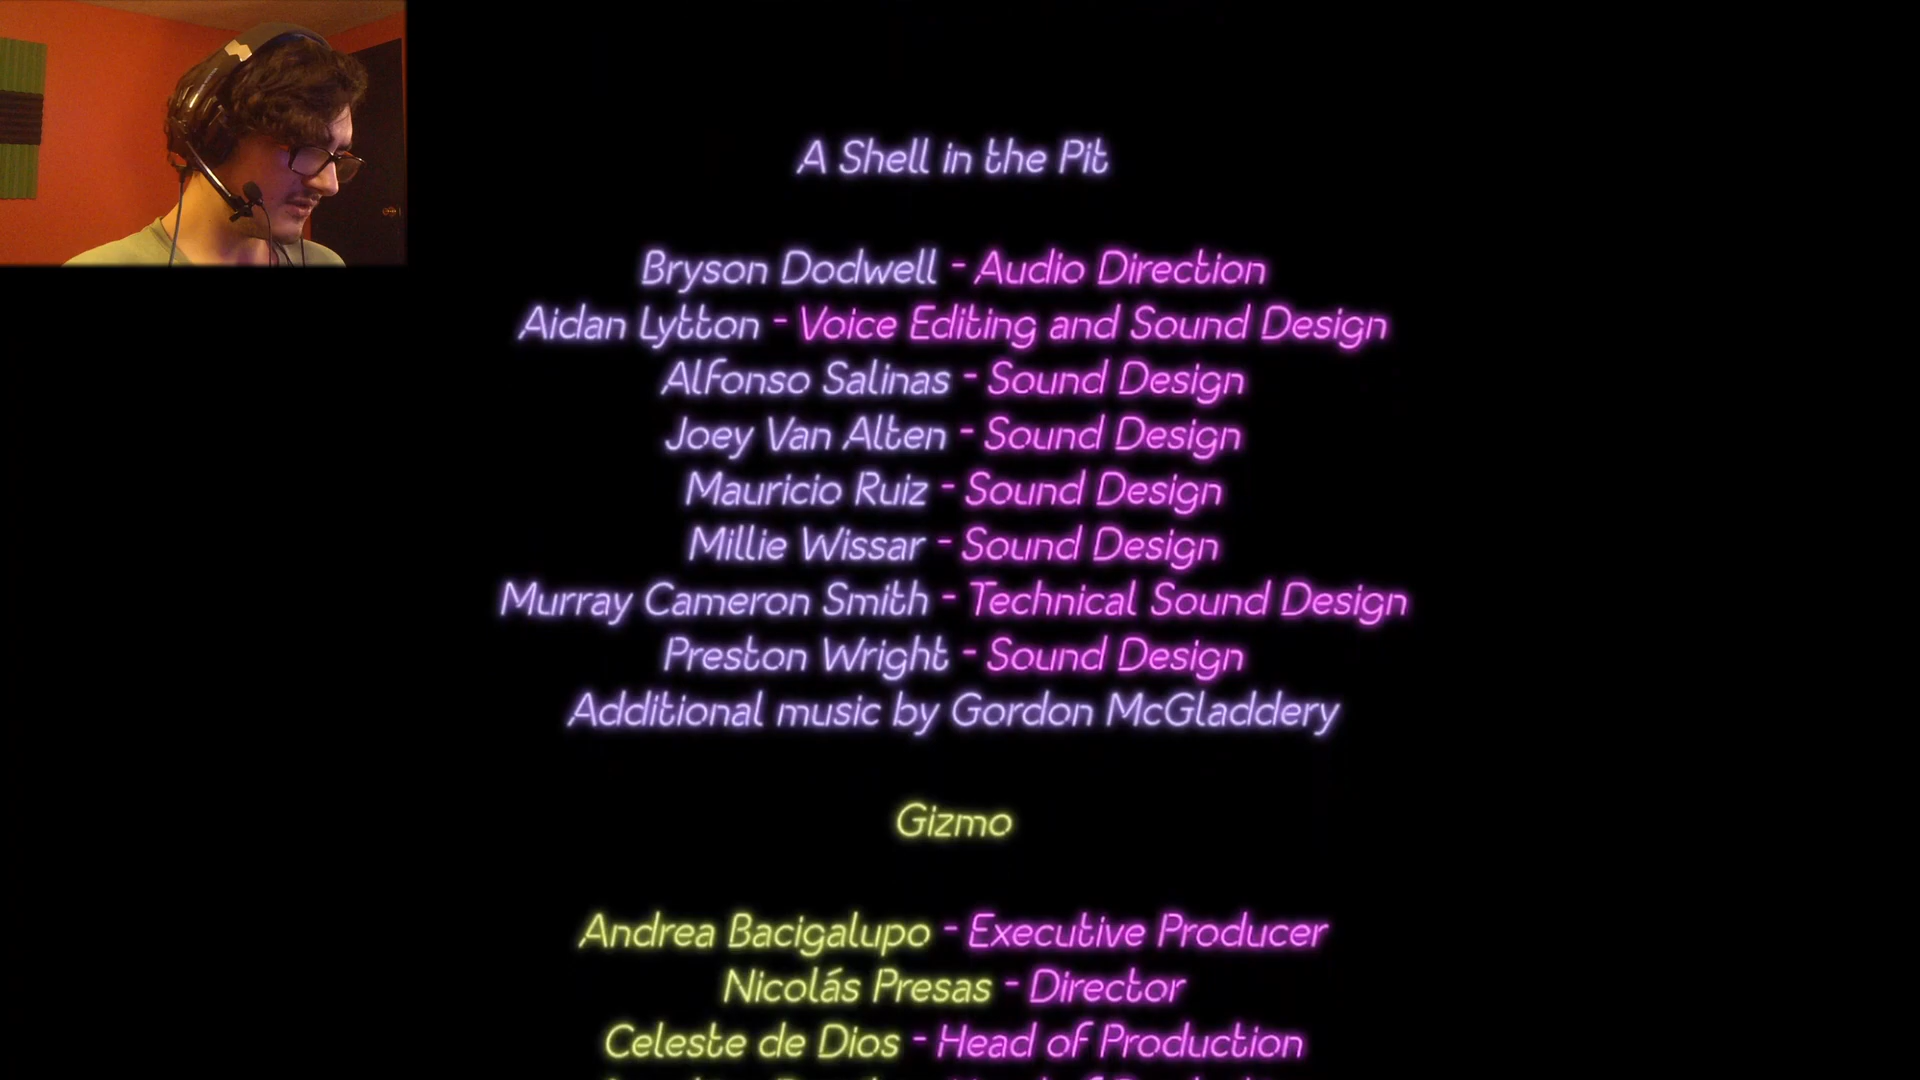 A Shell in the Pit
Bryson Dodwell - Audio Direction
Aidan Lytton - Voice Editing and Sound Design
Alfonso Salinas - Sound Design
Joey Van Alten - Sound Design
Mauricio Ruiz - Sound Design
Millie Wissar - Sound Design
Murray Cameron Smith - Technical Sound Design
Preston Wright - Sound Design
Additional music by Gordon McGladdery
Gizmo
Andrea Bacigalupo - Executive Producer
Nicolás Presas - Director
Celeste de Dios - Head of Production